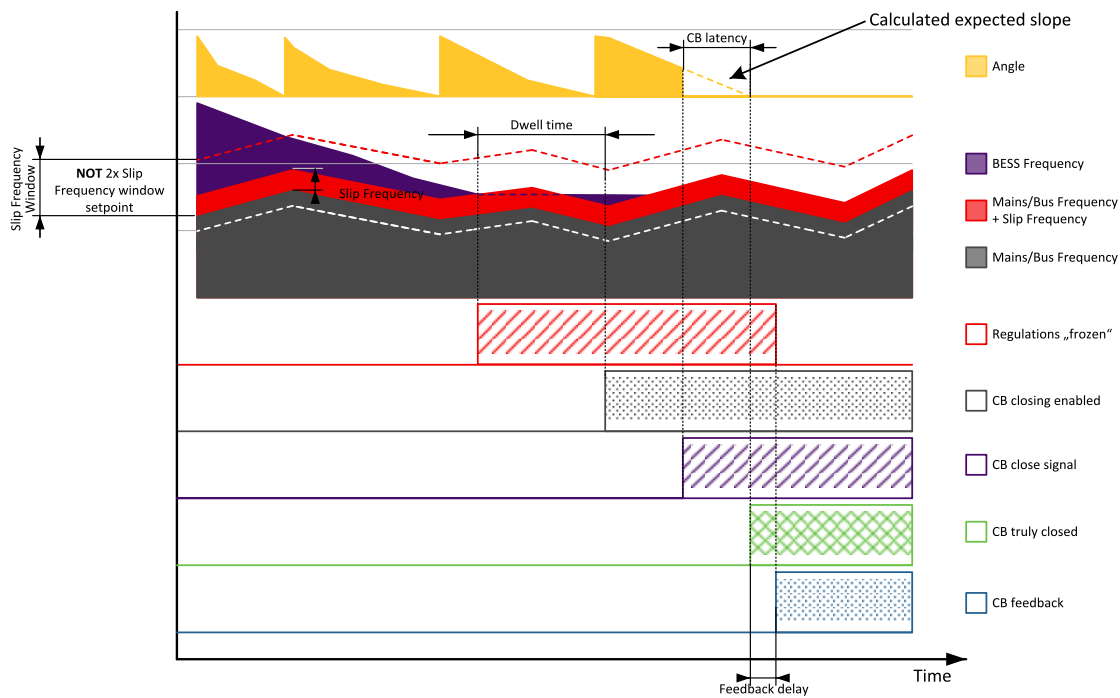 Calculated expected slope
CB latency
Angle
Dwell time
Slip Frequency
Window
NOT 2x Slip
Frequency window
setpoint
Slip Frequency
BESS Frequency
Mains/Bus Frequency
+ Slip Frequency
Mains/Bus Frequency
Regulations „frozen“
CB closing enabled
CB close signal
CB truly closed
CB feedback
Time
Feedback delay